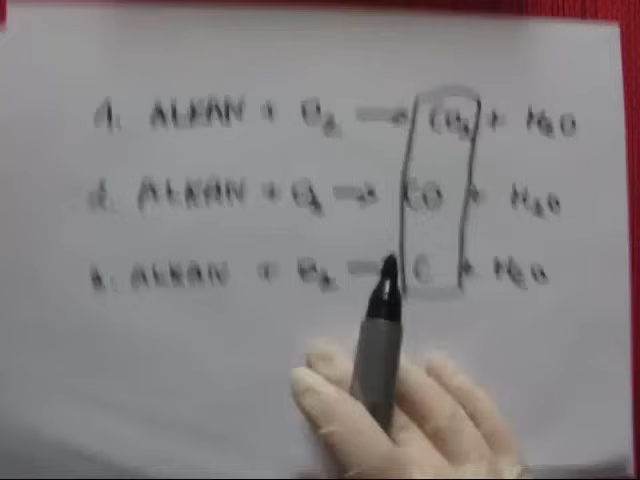 1. ALKAN + O2 → CO2 + H2O
2. ALKAN + O2 → CO + H2O
3. ALKAN + O2 → C + H2O